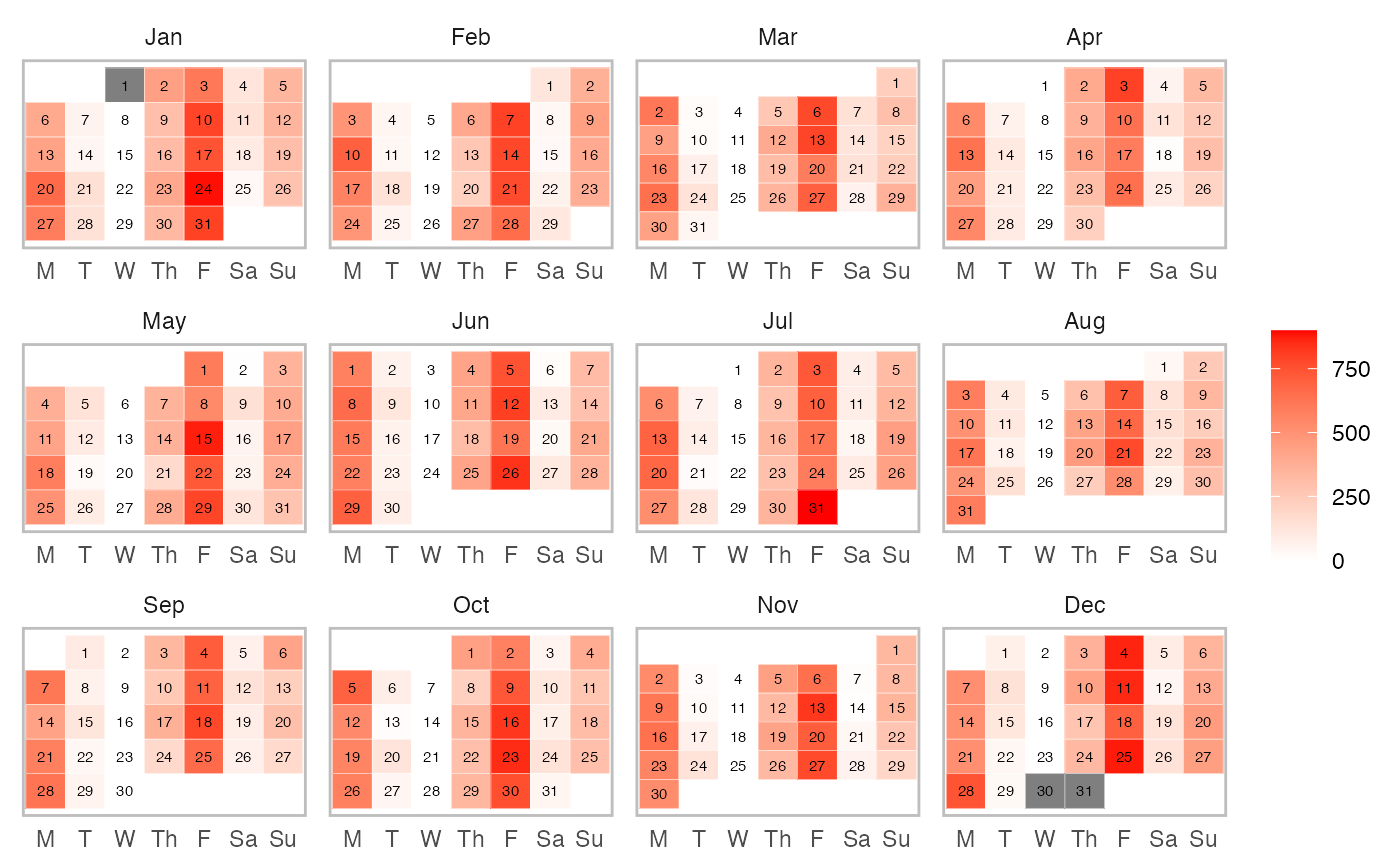 Jan Feb Mar Apr
1 2 3 4 5 1 2 1 1 2 3 4 5
6 7 8 9 10 11 12 3 4 5 6 7 8 9 2 3 4 5 6 7 8 6 7 8 9 10 11 12
13 14 15 16 17 18 19 10 11 12 13 14 15 16 9 10 11 12 13 14 15 13 14 15 16 17 18 19
20 21 22 23 24 25 26 17 18 19 20 21 22 23 16 17 18 19 20 21 22 20 21 22 23 24 25 26
27 28 29 30 31 24 25 26 27 28 29 23 24 25 26 27 28 29 27 28 29 30
30 31
M T W Th F Sa Su M T W Th F Sa Su M T W Th F Sa Su M T W Th F Sa Su
May Jun Jul Aug
1 2 3 1 2 3 4 5 6 7 1 2 3 4 5 1 2
4 5 6 7 8 9 10 8 9 10 11 12 13 14 6 7 8 9 10 11 12 3 4 5 6 7 8 9
11 12 13 14 15 16 17 15 16 17 18 19 20 21 13 14 15 16 17 18 19 10 11 12 13 14 15 16
18 19 20 21 22 23 24 22 23 24 25 26 27 28 20 21 22 23 24 25 26 17 18 19 20 21 22 23
25 26 27 28 29 30 31 29 30 27 28 29 30 31 24 25 26 27 28 29 30
31
M T W Th F Sa Su M T W Th F Sa Su M T W Th F Sa Su M T W Th F Sa Su
750
500
250
0
Sep Oct Nov Dec
1 2 3 4 5 6 1 2 3 4 1 1 2 3 4 5 6
7 8 9 10 11 12 13 5 6 7 8 9 10 11 2 3 4 5 6 7 8 7 8 9 10 11 12 13
14 15 16 17 18 19 20 12 13 14 15 16 17 18 9 10 11 12 13 14 15 14 15 16 17 18 19 20
21 22 23 24 25 26 27 19 20 21 22 23 24 25 16 17 18 19 20 21 22 21 22 23 24 25 26 27
28 29 30 26 27 28 29 30 31 23 24 25 26 27 28 29 28 29 30 31
30
M T W Th F Sa Su M T W Th F Sa Su M T W Th F Sa Su M T W Th F Sa Su